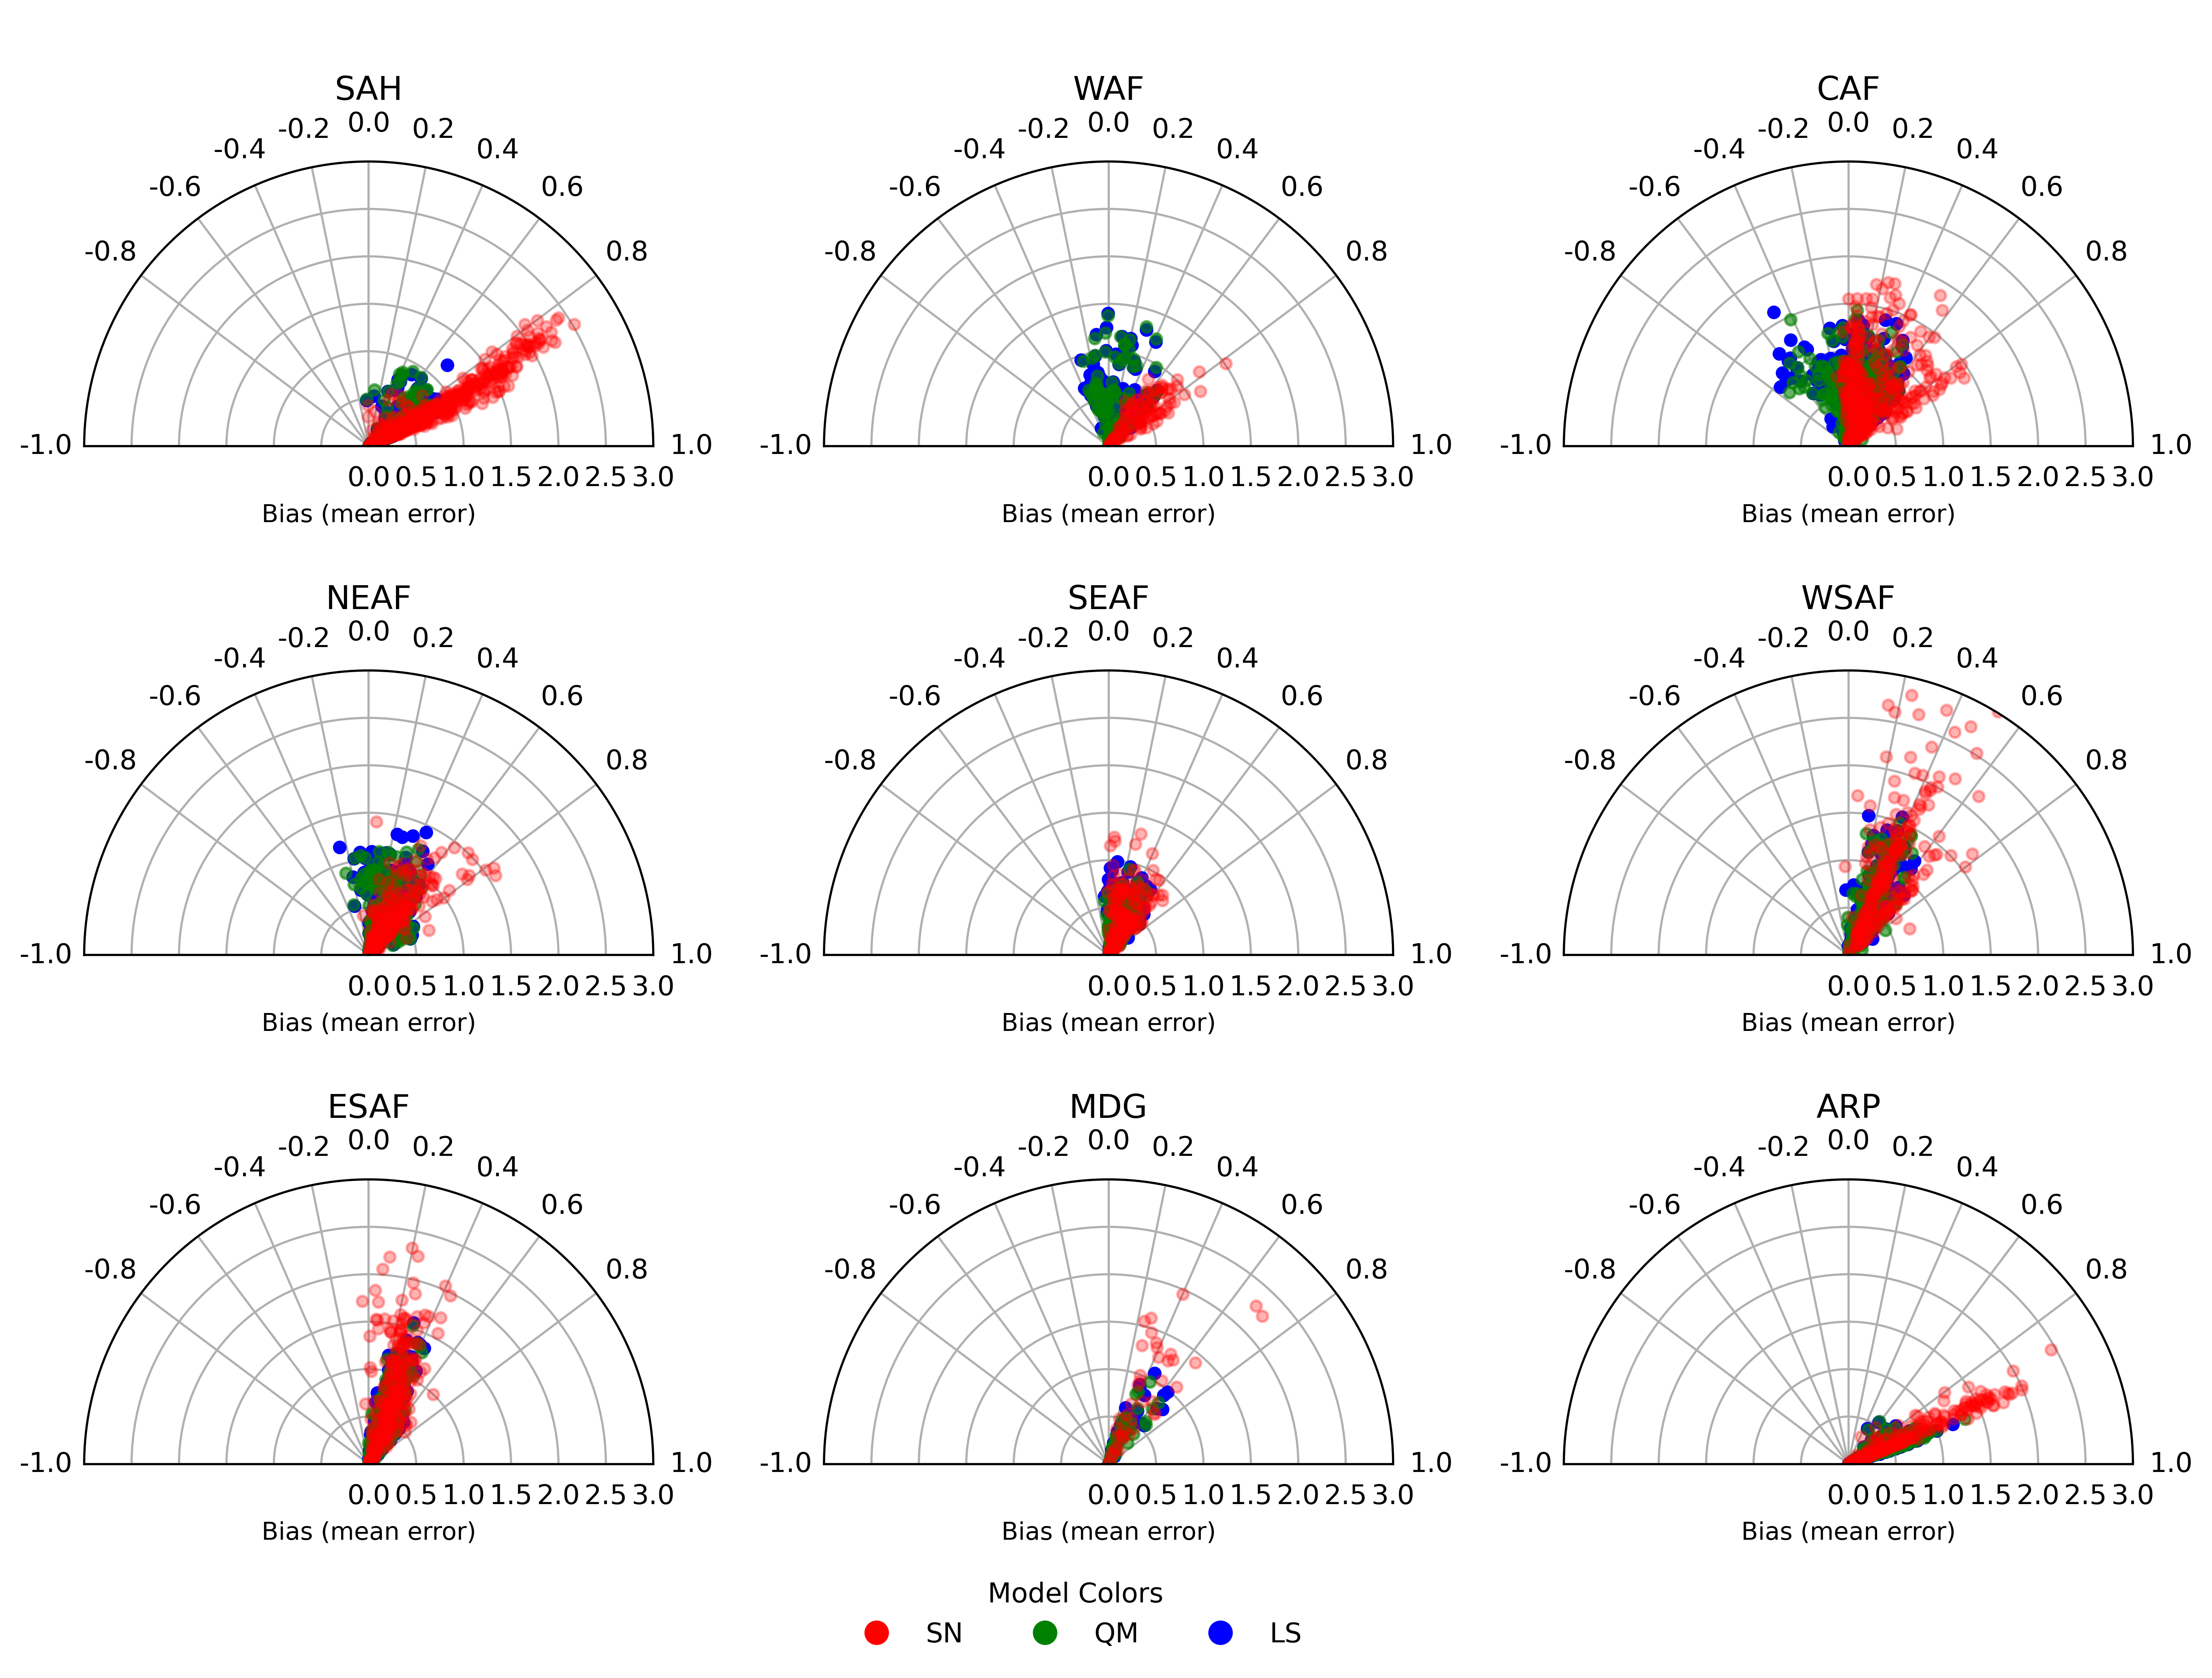 SAH WAF CAF
-0.2 0.0 0.2 -0.2 0.0 0.2 -0.2 0.0 0.2
-0.4 0.4 -0.4 0.4 -0.4 0.4
-0.6 0.6 -0.6 0.6 -0.6 0.6
-0.8 0.8 -0.8 0.8 -0.8 0.8
-1.0 1.0 -1.0 1.0 -1.0 1.0
0.0 0.5 1.0 1.5 2.0 2.5 3.0 0.0 0.5 1.0 1.5 2.0 2.5 3.0 0.0 0.5 1.0 1.5 2.0 2.5 3.0
Bias (mean error) Bias (mean error) Bias (mean error)
NEAF SEAF WSAF
-0.2 0.0 0.2 -0.2 0.0 0.2 -0.2 0.0 0.2
-0.4 0.4 -0.4 0.4 -0.4 0.4
-0.6 0.6 -0.6 0.6 -0.6 0.6
-0.8 0.8 -0.8 0.8 -0.8 0.8
-1.0 1.0 -1.0 1.0 -1.0 1.0
0.0 0.5 1.0 1.5 2.0 2.5 3.0 0.0 0.5 1.0 1.5 2.0 2.5 3.0 0.0 0.5 1.0 1.5 2.0 2.5 3.0
Bias (mean error) Bias (mean error) Bias (mean error)
ESAF MDG ARP
-0.2 0.0 0.2 -0.2 0.0 0.2 -0.2 0.0 0.2
-0.4 0.4 -0.4 0.4 -0.4 0.4
-0.6 0.6 -0.6 0.6 -0.6 0.6
-0.8 0.8 -0.8 0.8 -0.8 0.8
-1.0 1.0 -1.0 1.0 -1.0 1.0
0.0 0.5 1.0 1.5 2.0 2.5 3.0 0.0 0.5 1.0 1.5 2.0 2.5 3.0 0.0 0.5 1.0 1.5 2.0 2.5 3.0
Bias (mean error) Bias (mean error) Bias (mean error)
Model Colors
SN QM LS